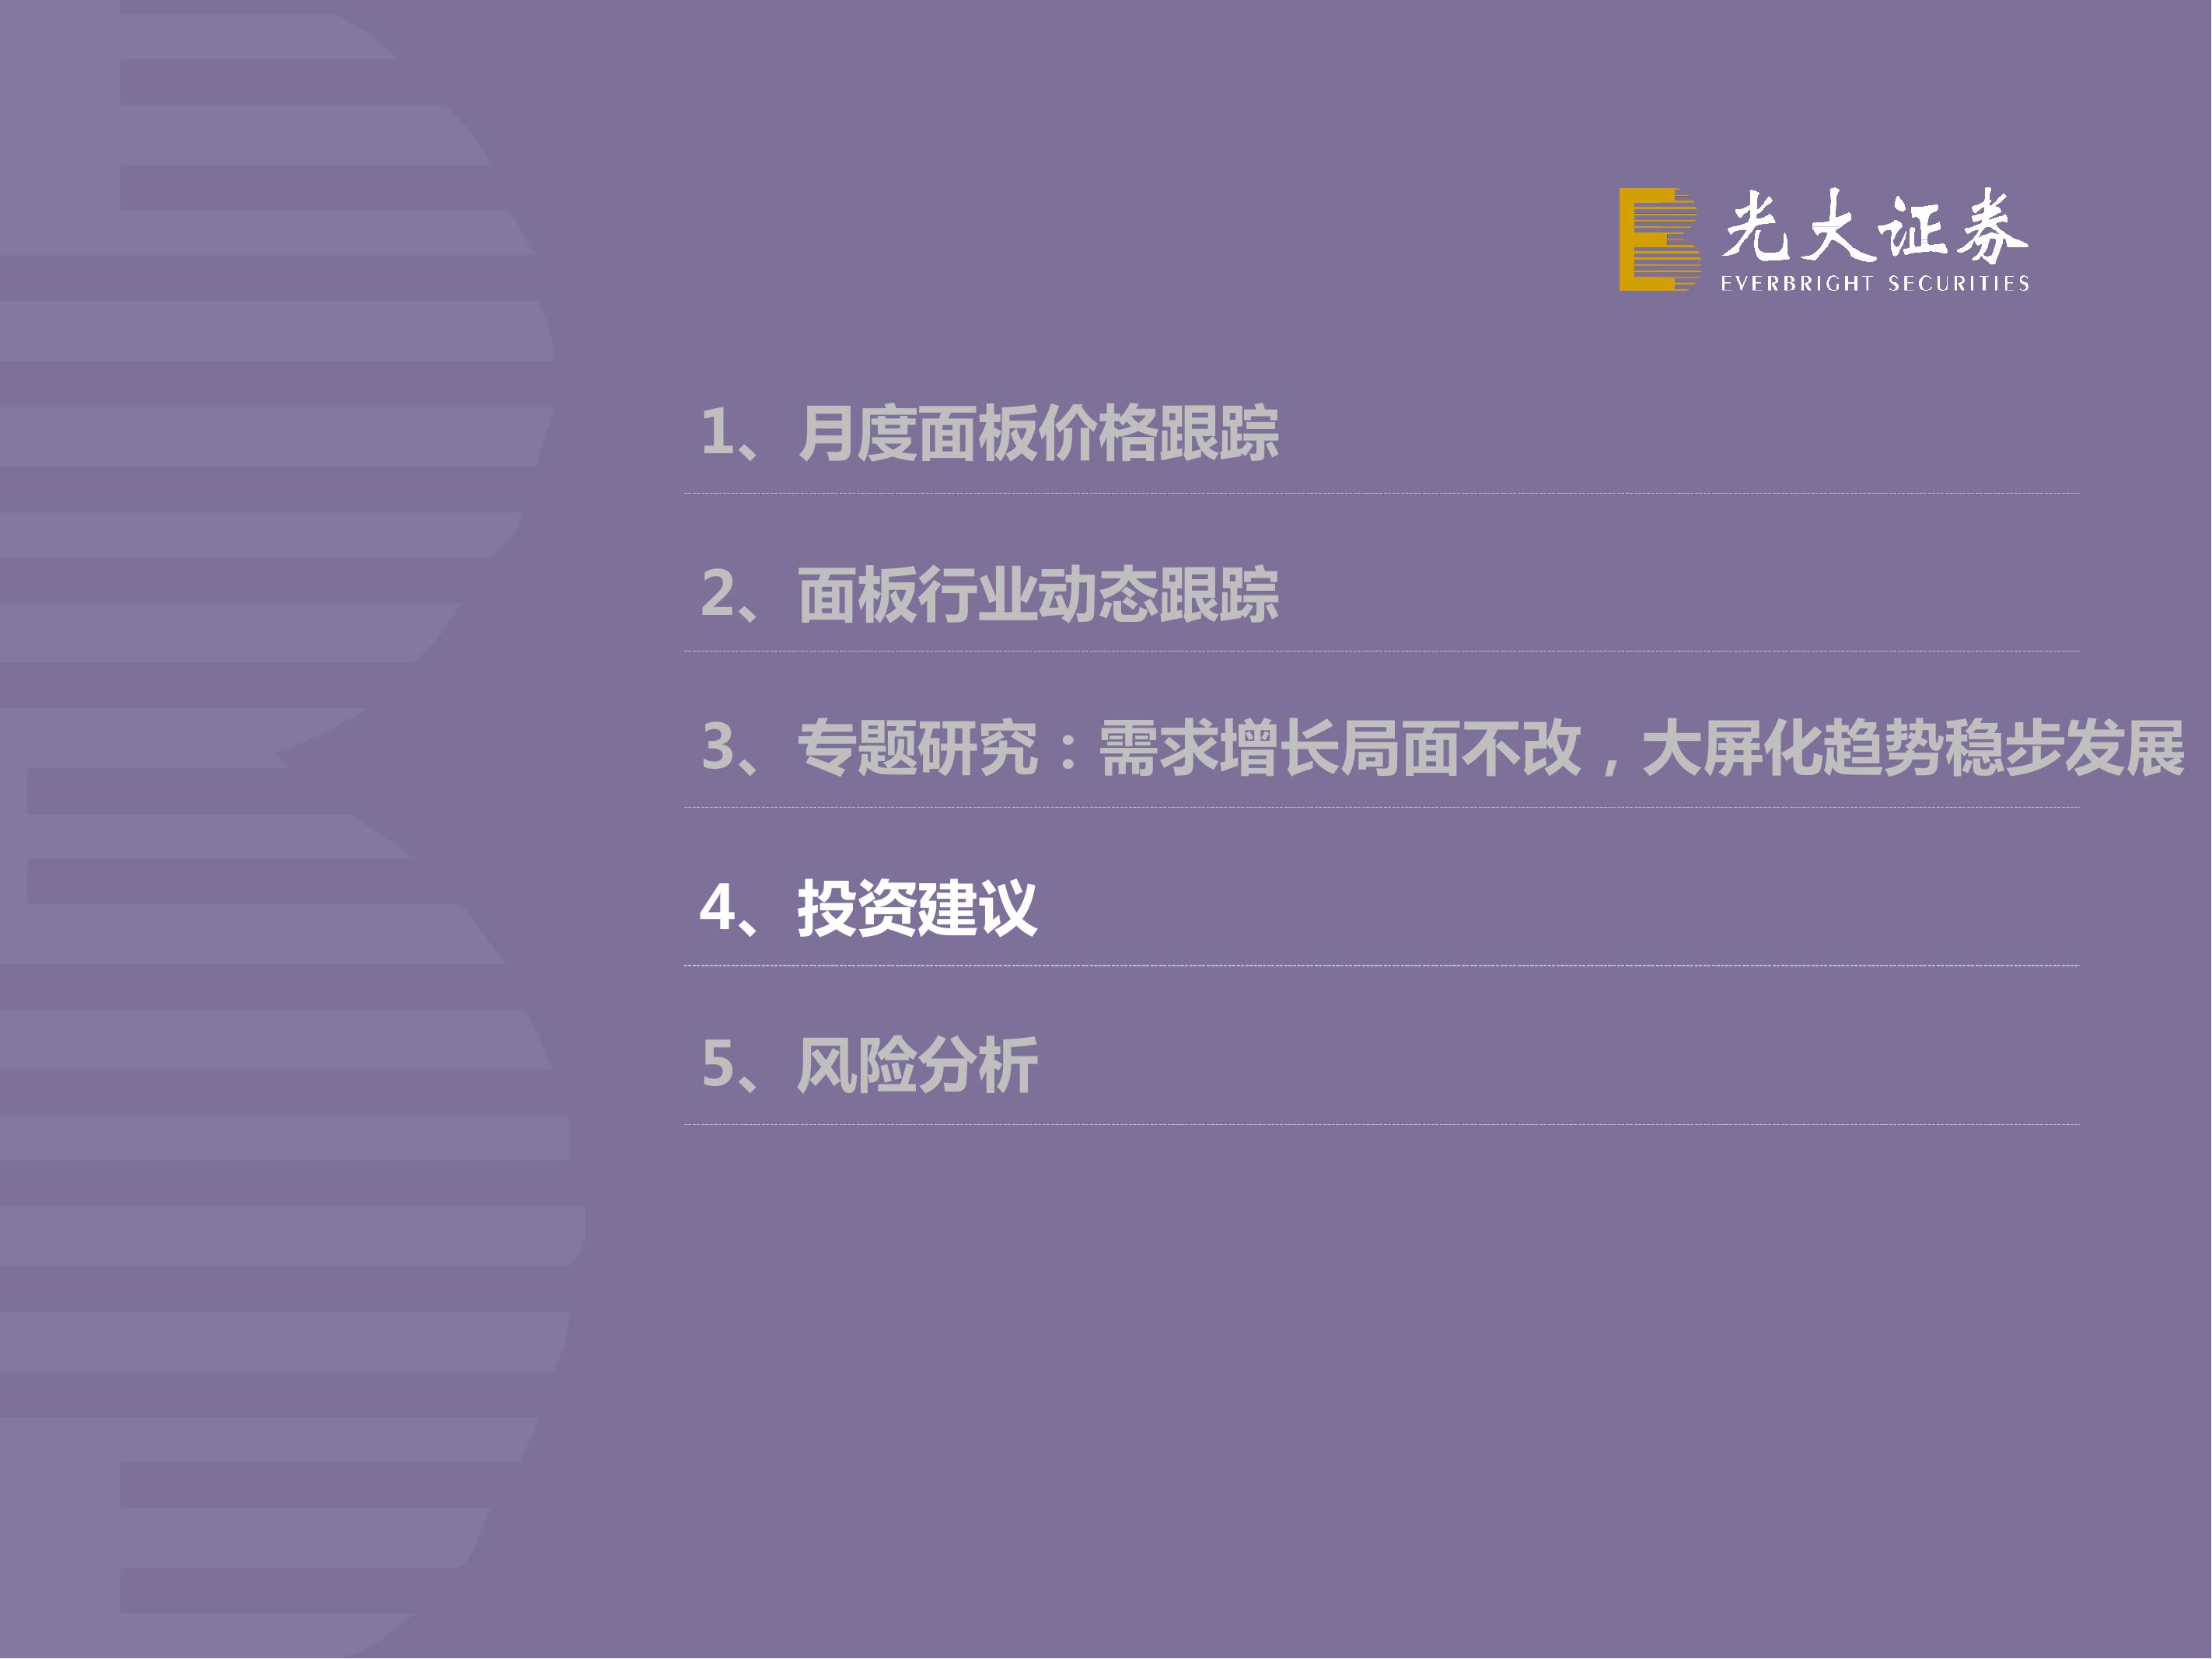 光大证券
EVERBRIGHT SECURITIES
1、月度面板价格跟踪
2、面板行业动态跟踪
3、专题研究：需求增长局面不改，大屏化趋势稳步发展
4、投资建议
5、风险分析